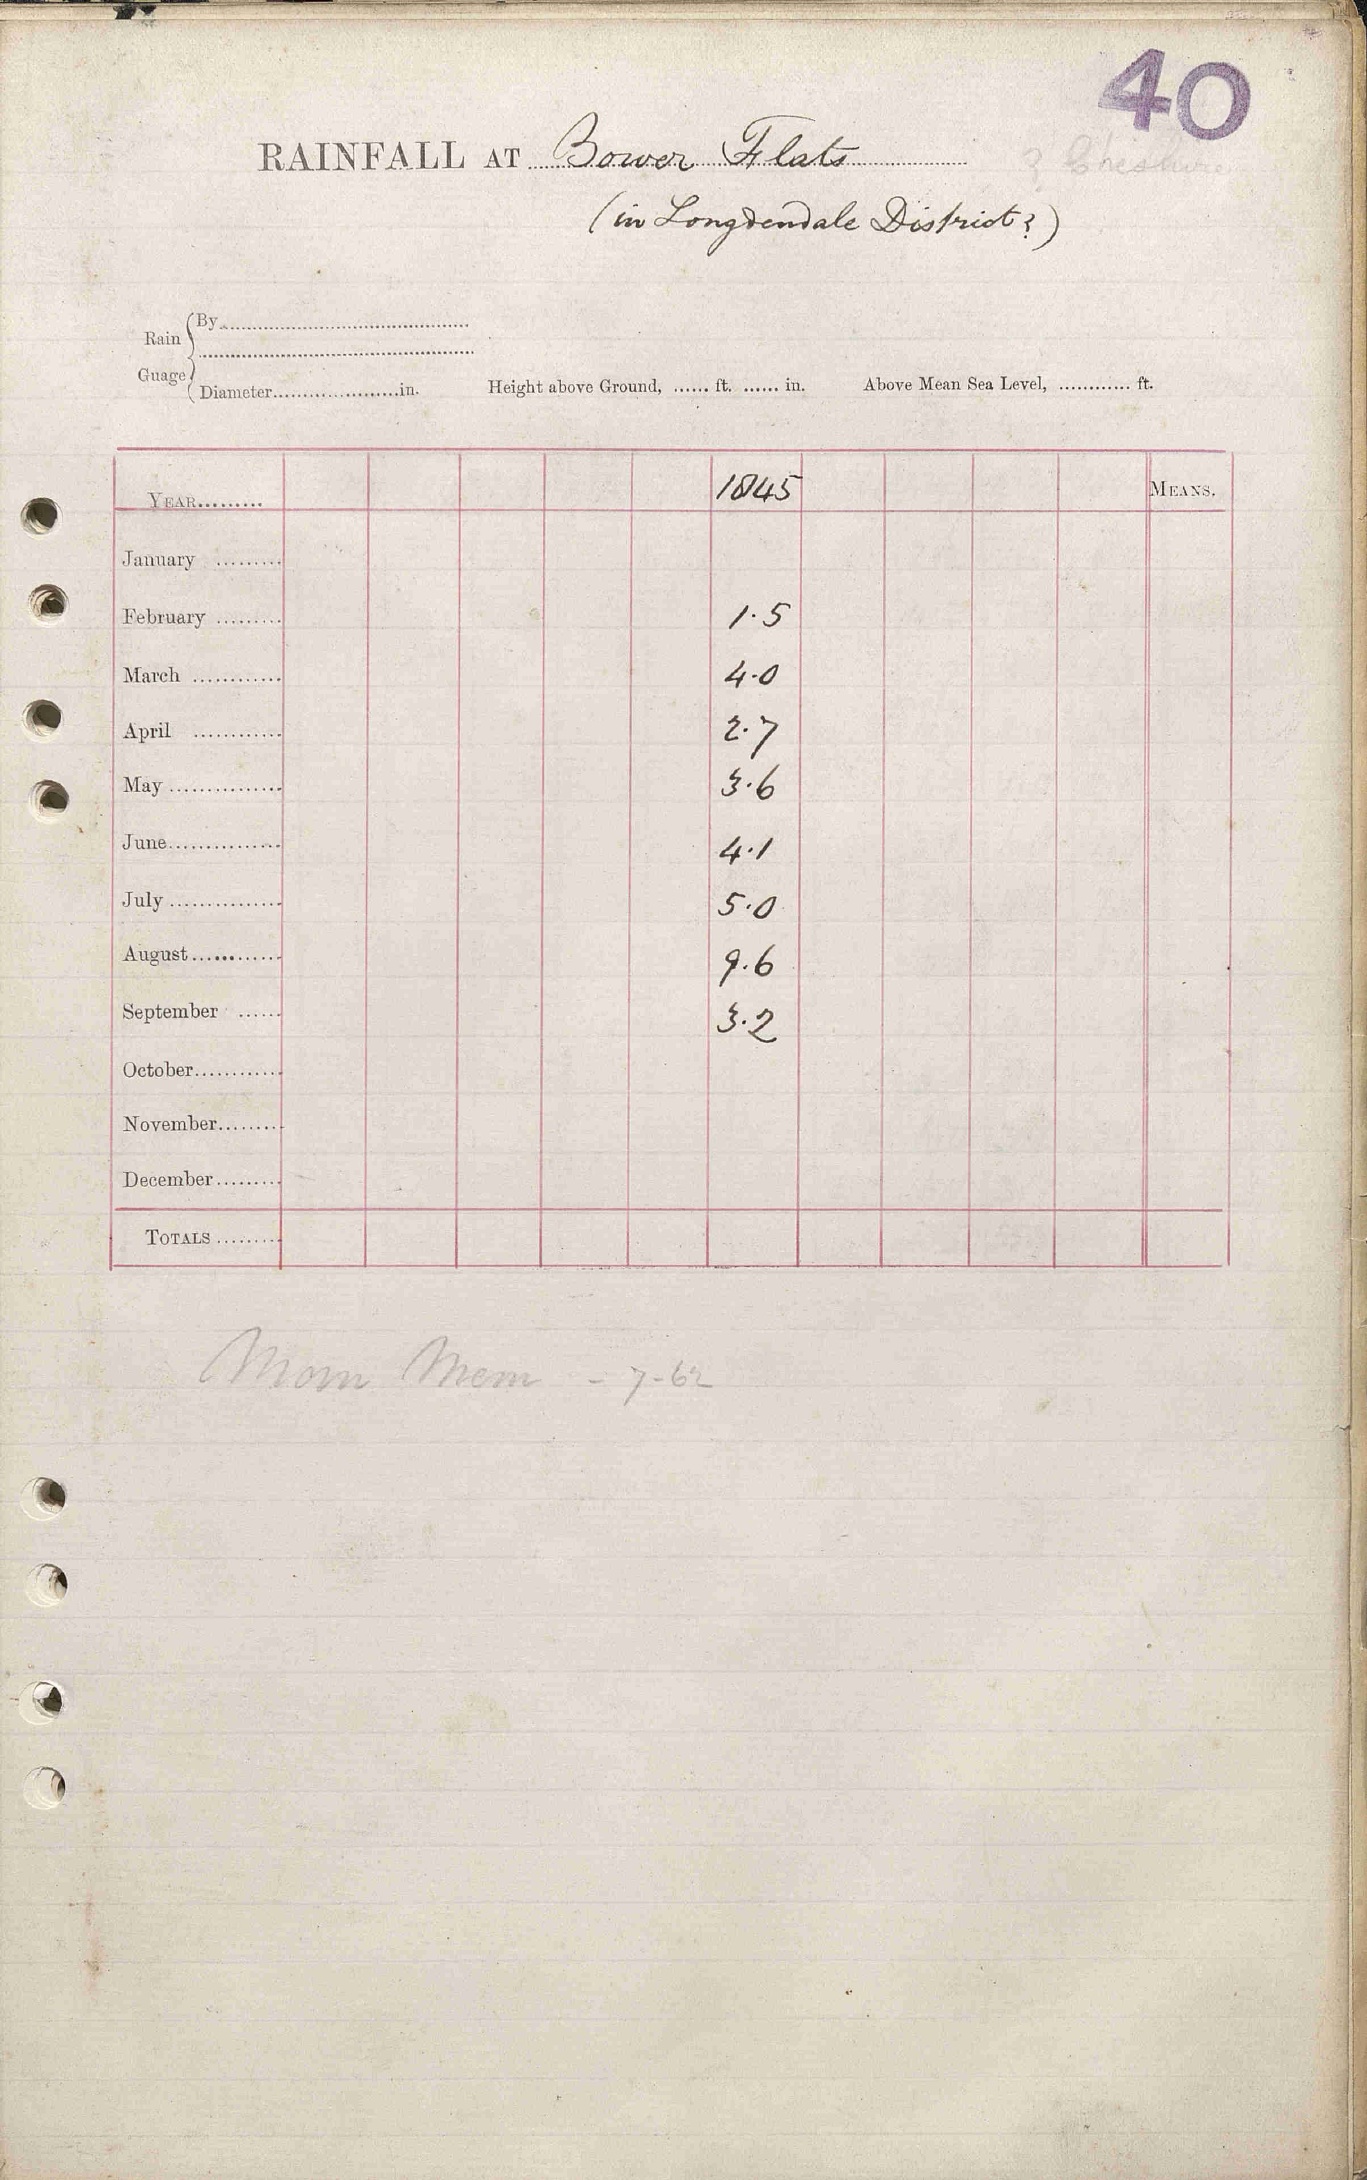 40
RAINFALL AT Bower Flats ? Cheshire
(in Longdendale District?)
Rain Guage { By
Diameter in. Height above Ground, ft. in. Above Mean Sea Level, ft.
YEAR 1845 MEANS.
January
February 1.5
March 4.0
April 2.7
May 3.6
June 4.1
July 5.0
August 9.6
September 3.2
October
November
December
TOTALS
Mem - 7-62